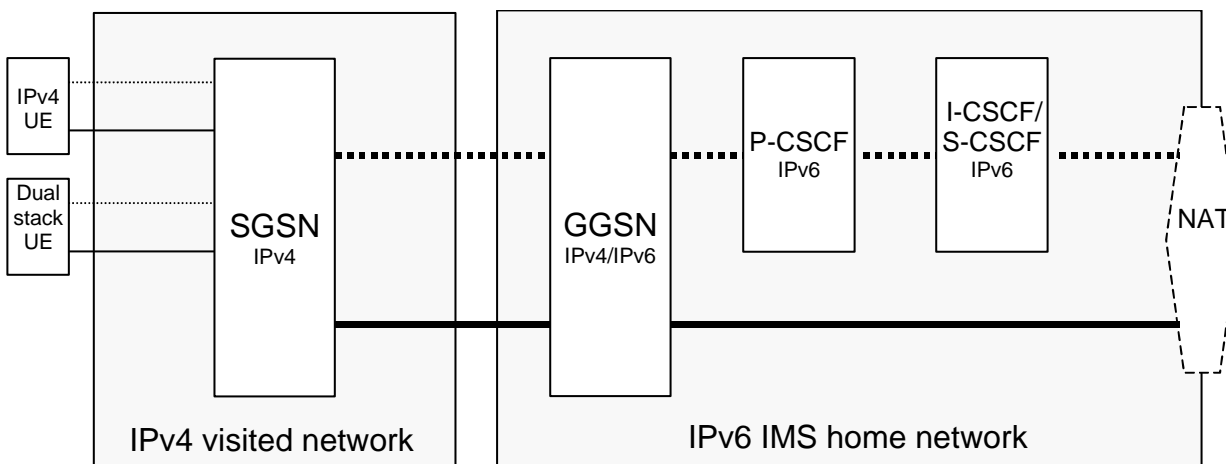 IPv4
UE
Dual
stack
UE
SGSN
IPv4
GGSN
IPv4/IPv6
P-CSCF
IPv6
I-CSCF/
S-CSCF
IPv6
NAT
IPv4 visited network
IPv6 IMS home network